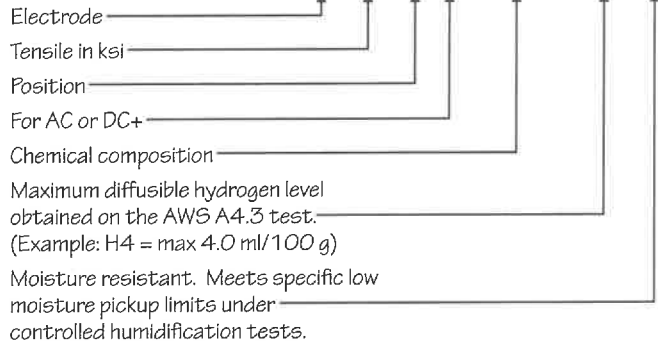 Electrode
Tensile in ksi
Position
For AC or DC+
Chemical composition
Maximum diffusible hydrogen level
obtained on the AWS A4.3 test.
(Example: H4 = max 4.0 ml/100 g)
Moisture resistant. Meets specific low
moisture pickup limits under
controlled humidification tests.